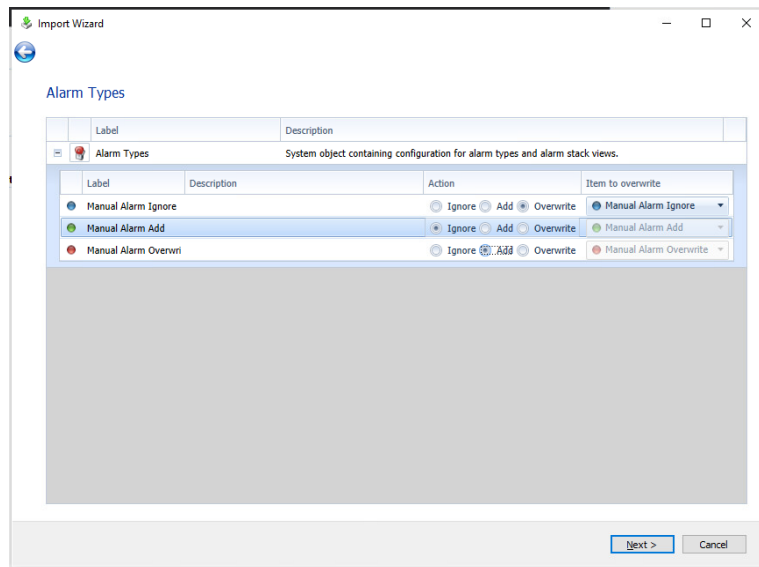 Import Wizard
Alarm Types
Label Description
Alarm Types System object containing configuration for alarm types and alarm stack views.
Label Description Action Item to overwrite
Manual Alarm Ignore Ignore Add Overwrite Manual Alarm Ignore
Manual Alarm Add Ignore Add Overwrite Manual Alarm Add
Manual Alarm Overwri Ignore Add Overwrite Manual Alarm Overwrite
Next > Cancel